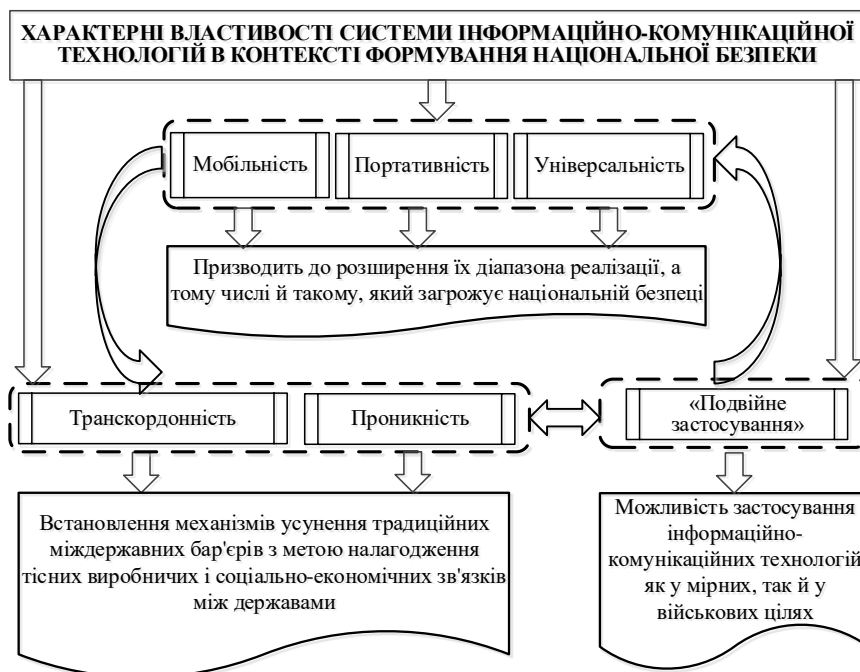 ХАРАКТЕРНІ ВЛАСТИВОСТІ СИСТЕМИ ІНФОРМАЦІЙНО-КОМУНІКАЦІЙНОЇ
ТЕХНОЛОГІЙ В КОНТЕКСТІ ФОРМУВАННЯ НАЦІОНАЛЬНОЇ БЕЗПЕКИ
Мобільність
Портативність
Універсальність
Призводить до розширення їх діапазона реалізації, а
тому числі й такому, який загрожує національній безпеці
Транскордонність
Проникність
«Подвійне
застосування»
Встановлення механізмів усунення традиційних
міждержавних бар'єрів з метою налагодження
тісних виробничих і соціально-економічних зв'язків
між державами
Можливість застосування
інформаційно-
комунікаційних технологій
як у мірних, так й у
військових цілях